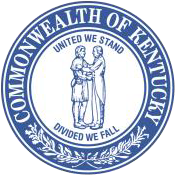 COMMONWEALTH OF KENTUCKY
UNITED WE STAND
DIVIDED WE FALL